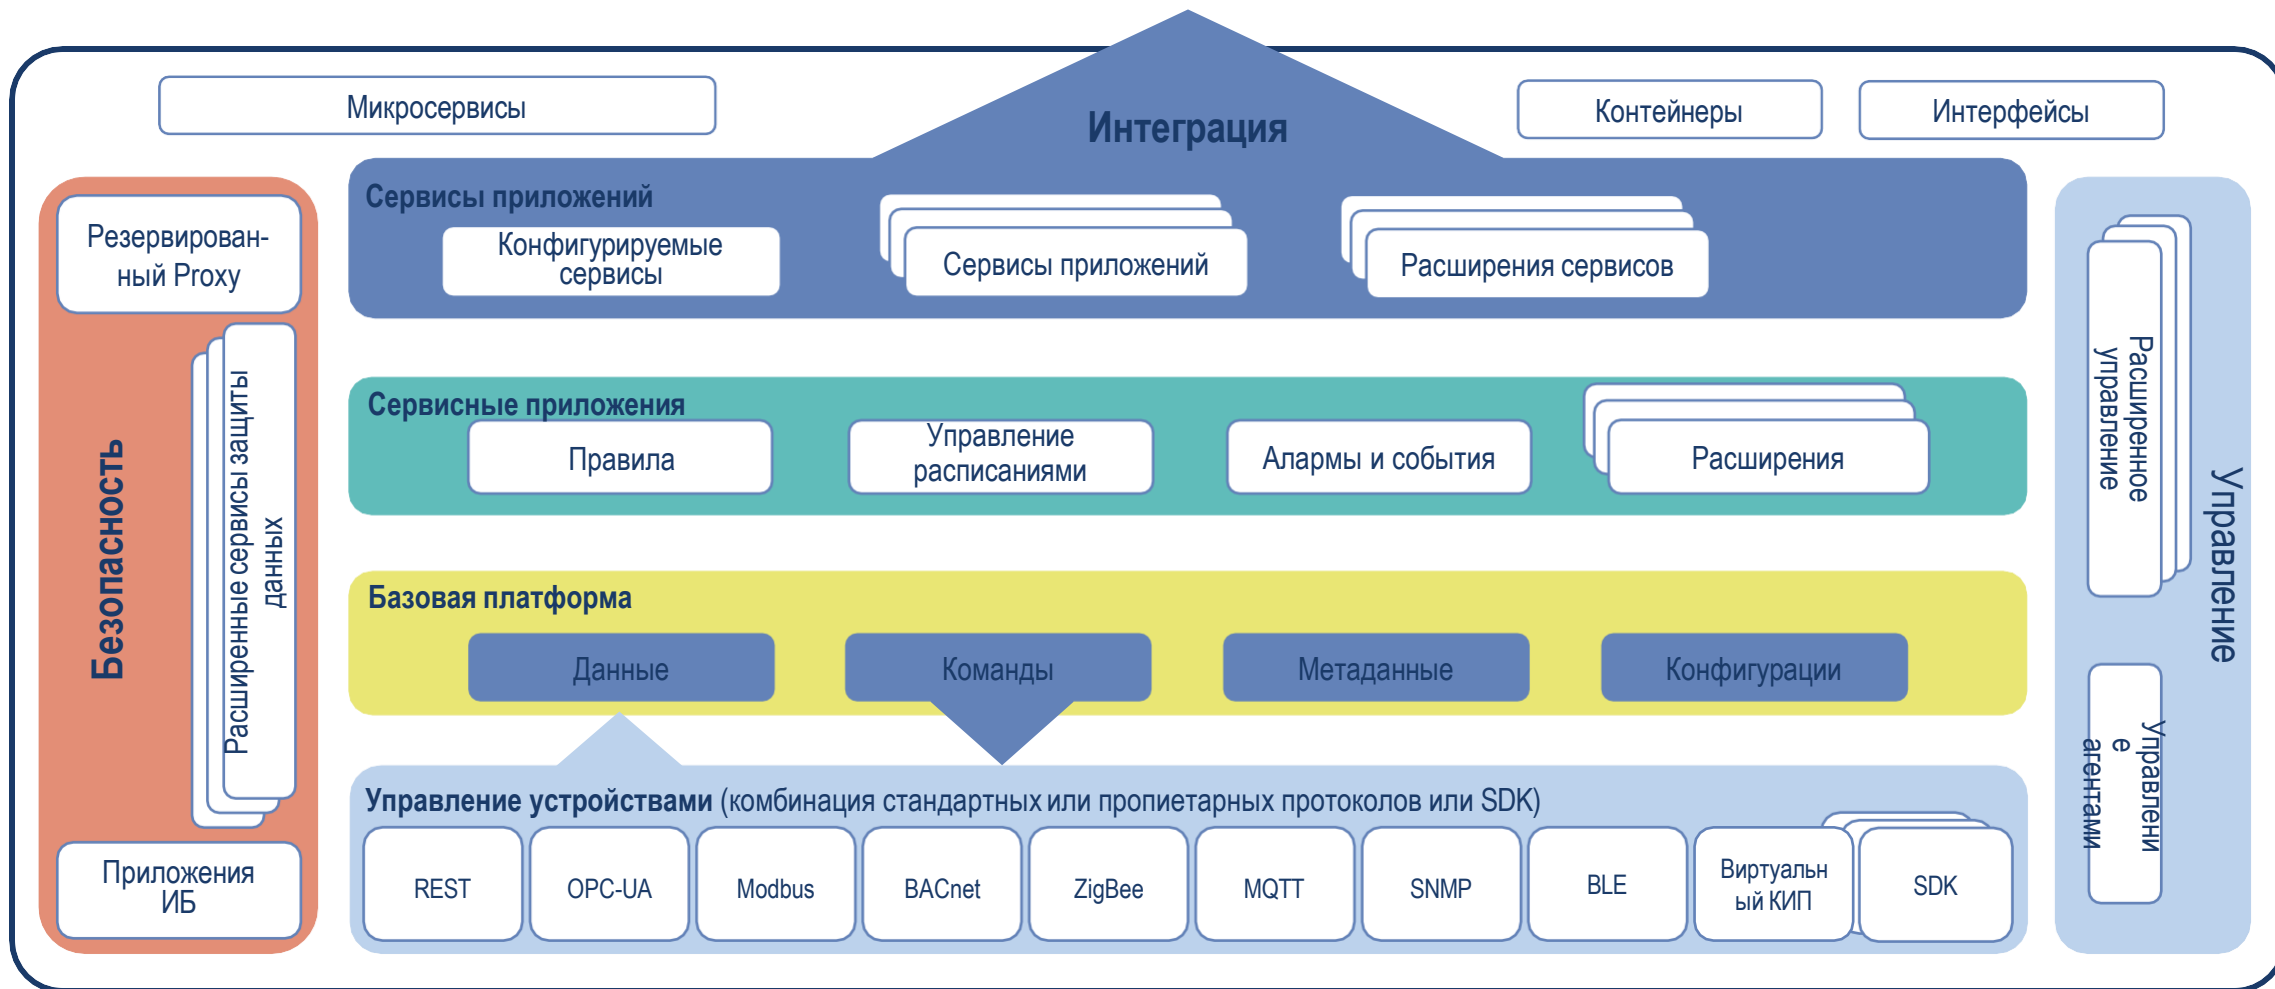 Микросервисы
Интеграция
Контейнеры
Интерфейсы
Безопасность
Резервирован-
ный Proxy
Расширенные сервисы защиты
данных
Приложения
ИБ
Сервисы приложений
Конфигурируемые
сервисы
Сервисы приложений
Расширения сервисов
Сервисные приложения
Правила
Управление
расписаниями
Алармы и события
Расширения
Базовая платформа
Данные
Команды
Метаданные
Конфигурации
Управление устройствами (комбинация стандартных или пропиетарных протоколов или SDK)
REST
OPC-UA
Modbus
BACnet
ZigBee
MQTT
SNMP
BLE
Виртуальн
ый КИП
SDK
Расширенное
управление
Управлени
е
агентами
Управление